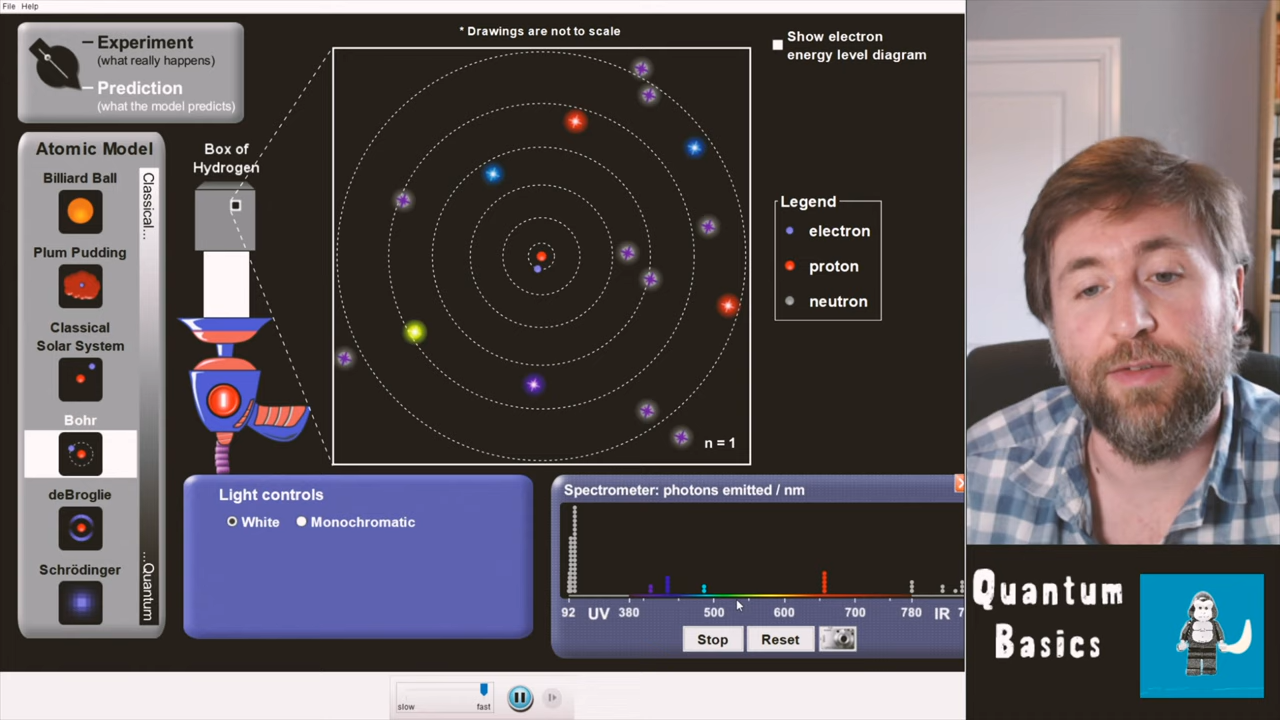 File Help
* Drawings are not to scale
Experiment
(what really happens)
Prediction
(what the model predicts)
Show electron
energy level diagram
Atomic Model
Billiard Ball
Plum Pudding
Classical
Solar System
Bohr
deBroglie
Schrödinger
Classical...
...Quantum
Box of
Hydrogen
n = 1
Legend
electron
proton
neutron
Light controls
White Monochromatic
Spectrometer: photons emitted / nm
92 UV 380 500 600 700 780 IR 7
Stop Reset
slow fast
Quantum
Basics